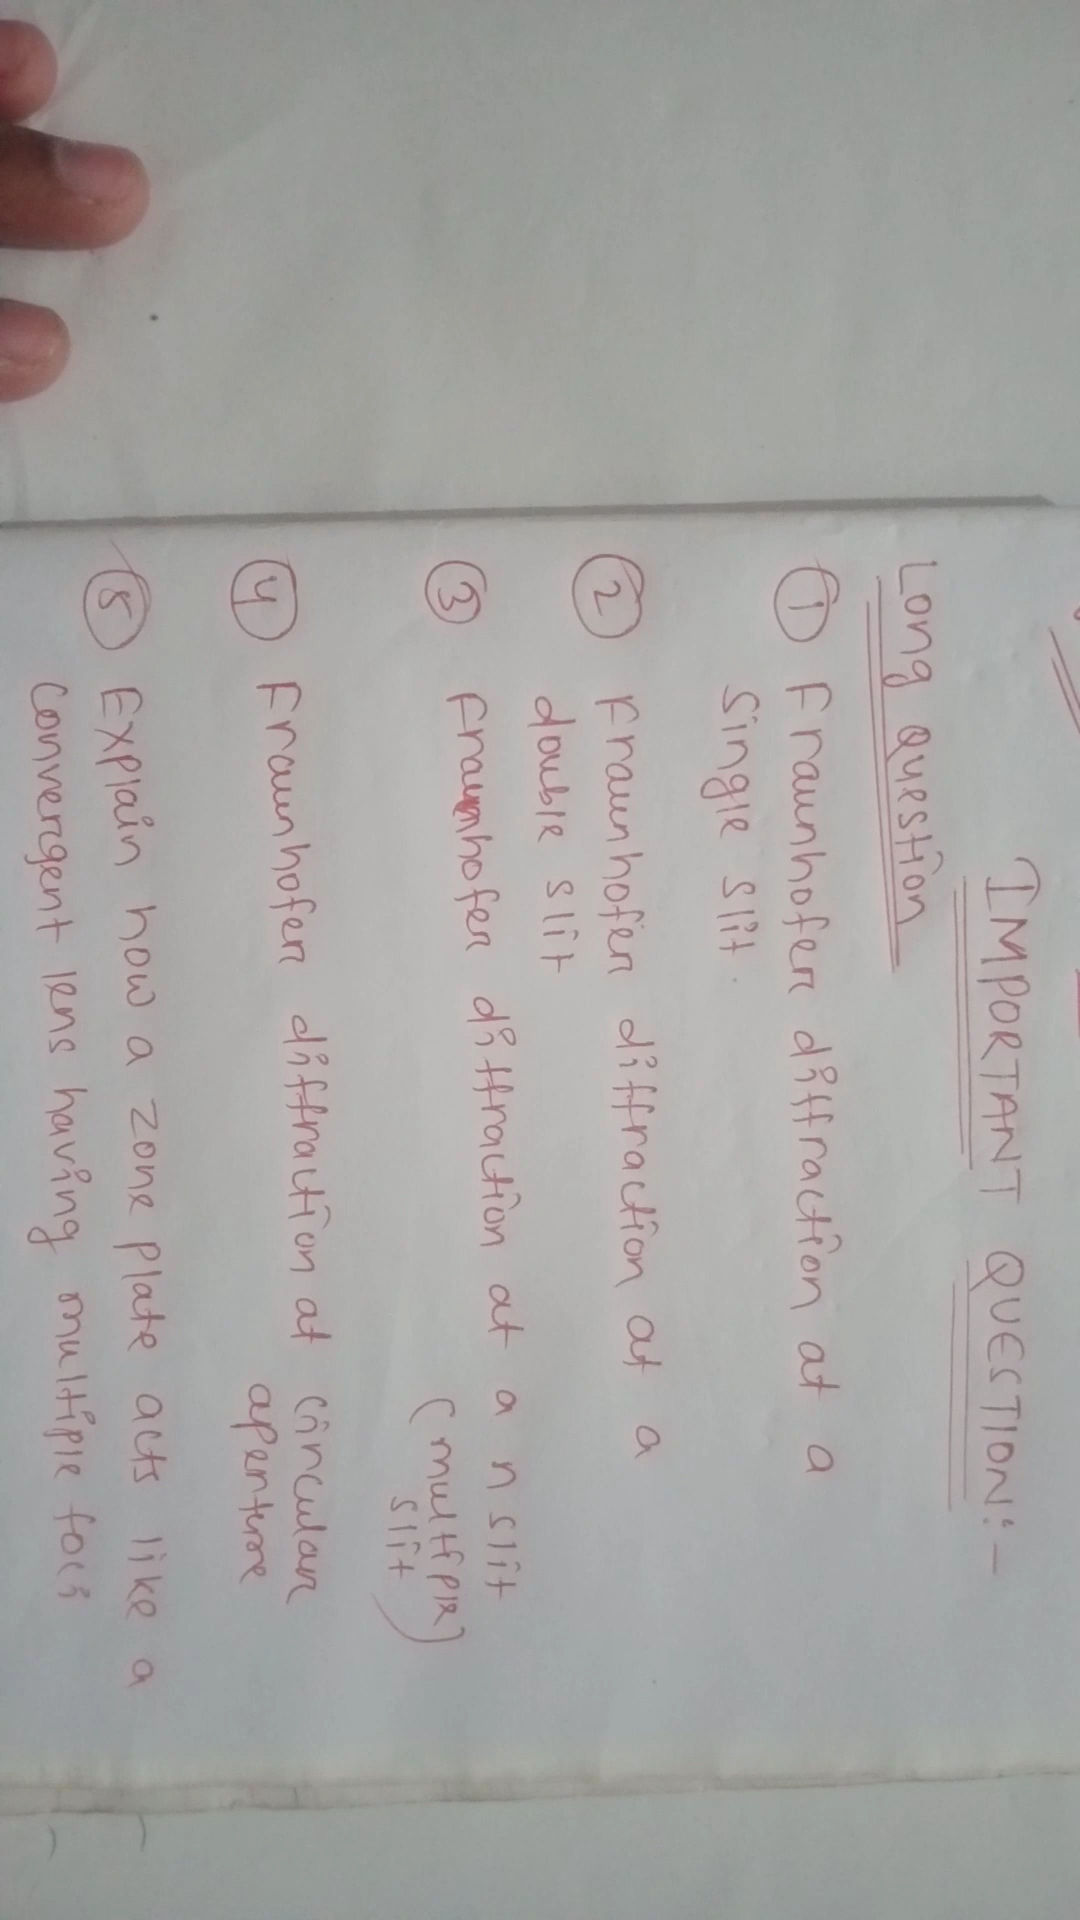 IMPORTANT QUESTION:-
Long Question
① Fraunhofer diffraction at a
single slit.
② Fraunhofer diffraction at a
double slit
③ Fraunhofer diffraction at a n slit
(multiple
slit)
④ Fraunhofer diffraction at circular
aperture
⑤ Explain how a zone plate acts like a
convergent lens having multiple foci